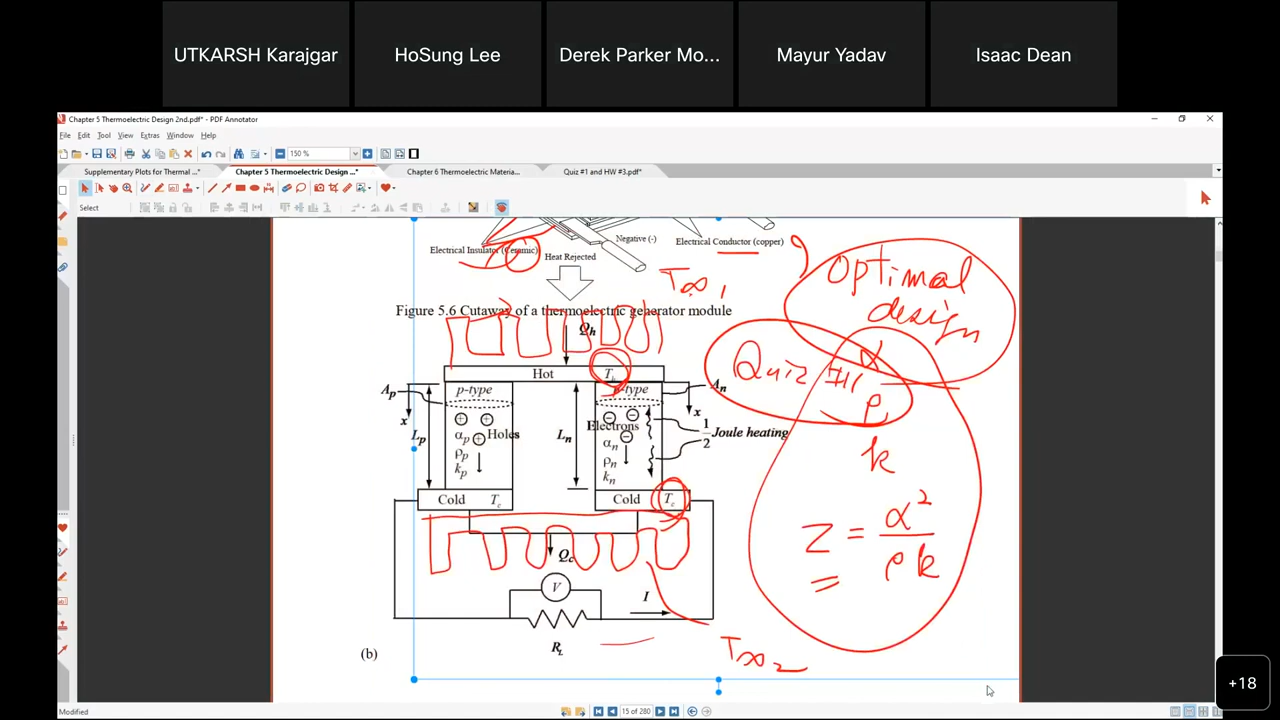 UTKARSH Karajgar
HoSung Lee
Derek Parker Mo...
Mayur Yadav
Isaac Dean
Chapter 5 Thermoelectric Design 2nd.pdf* - PDF Annotator
File Edit Tool View Extras Window Help
150 %
Supplementary Plots for Thermal ...*
Chapter 5 Thermoelectric Design ...*
Chapter 6 Thermoelectric Materia...
Quiz #1 and HW #3.pdf*
Select
Electrical Insulator (Ceramic)
Negative (-)
Electrical Conductor (copper)
Heat Rejected
T∞1
Optimal
design
Figure 5.6 Cutaway of a thermoelectric generator module
Qh
Quiz #1
Hot
Ap
p-type
n-type
An
x
x
Electrons
Holes
Lp
Ln
αp
ρp
kp
αn
ρn
kn
1/2 Joule heating
α
ρ
k
Z = α²/ρk
Cold Tc
Cold Tc
Qc
V
I
RL
T∞2
(b)
+18
Modified
15 of 280